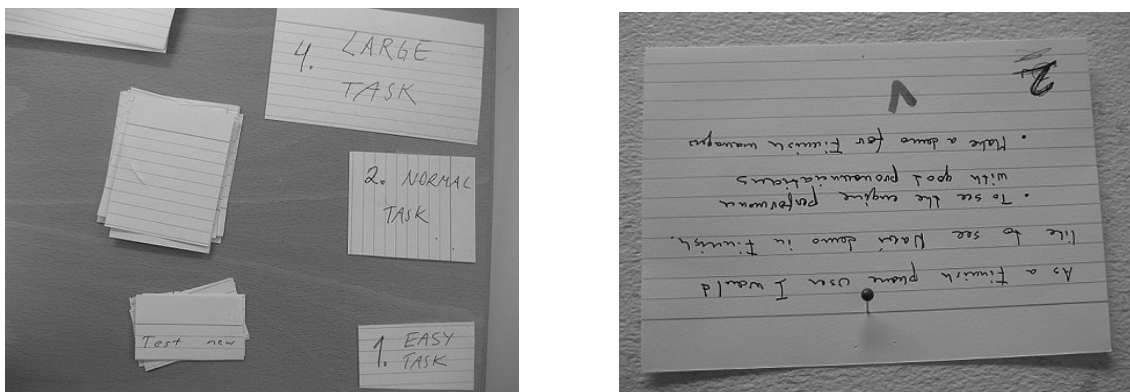 4. LARGE
TASK
2. NORMAL
TASK
Test new
1. EASY
TASK
2
As a Finnish phone user I would
like to see Navi demo in Finnish.
• To see the engine performance
with good pronunciations
• Make a demo for Finnish managers